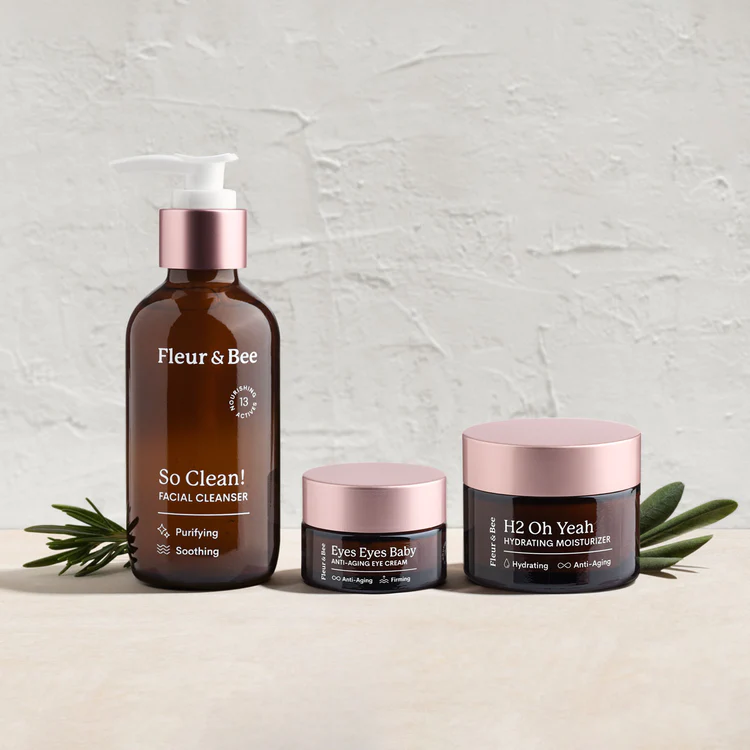 Fleur & Bee
NOURISHING
13
ACTIVES
So Clean!
FACIAL CLEANSER
Purifying
Soothing
Fleur & Bee
Eyes Eyes Baby
ANTI-AGING EYE CREAM
Anti-Aging Firming
Fleur & Bee
H2 Oh Yeah
HYDRATING MOISTURIZER
Hydrating Anti-Aging